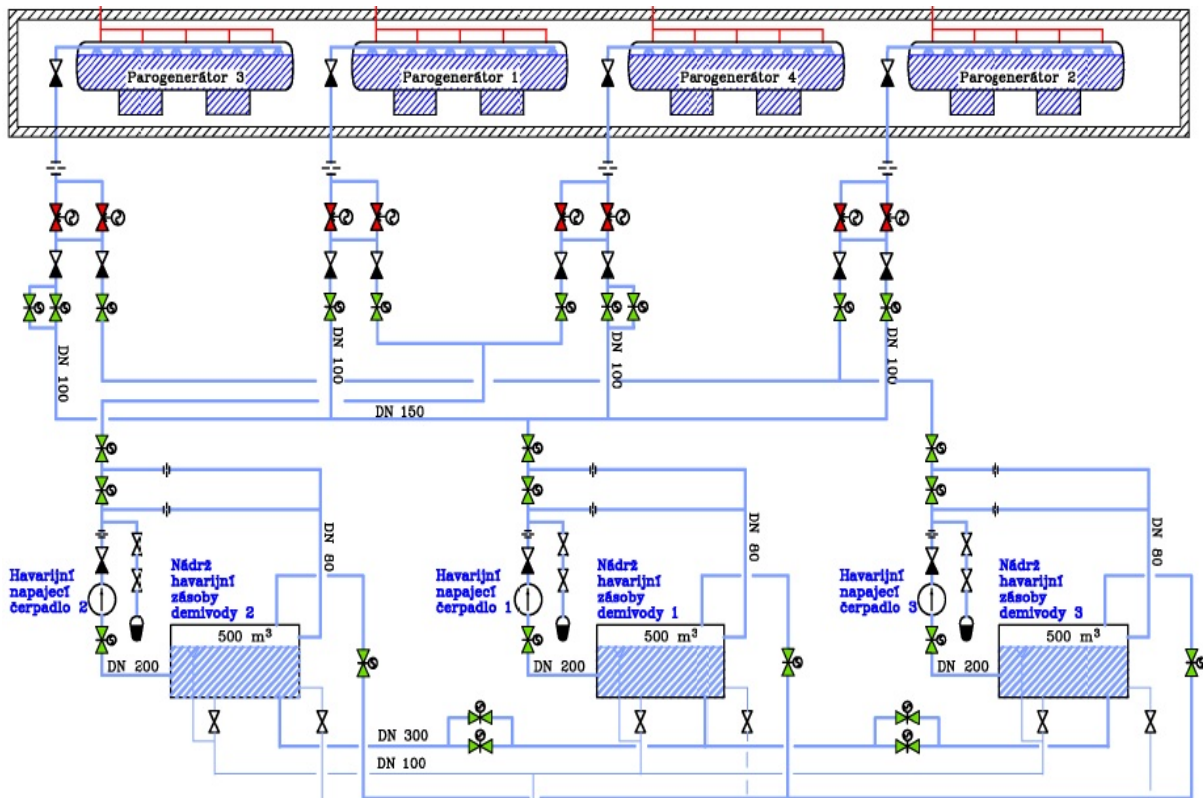 Parogenerátor 3
Parogenerátor 1
Parogenerátor 4
Parogenerátor 2
DN 100
DN 100
DN 100
DN 100
DN 150
DN 80
DN 80
DN 80
Havarijní
napajecí
čerpadlo 2
Nádrž
havarijní
zásoby
demivody 2
Havarijní
napajecí
čerpadlo 1
Nádrž
havarijní
zásoby
demivody 1
Havarijní
napajecí
čerpadlo 3
Nádrž
havarijní
zásoby
demivody 3
500 m³
500 m³
500 m³
DN 200
DN 200
DN 200
DN 300
DN 100